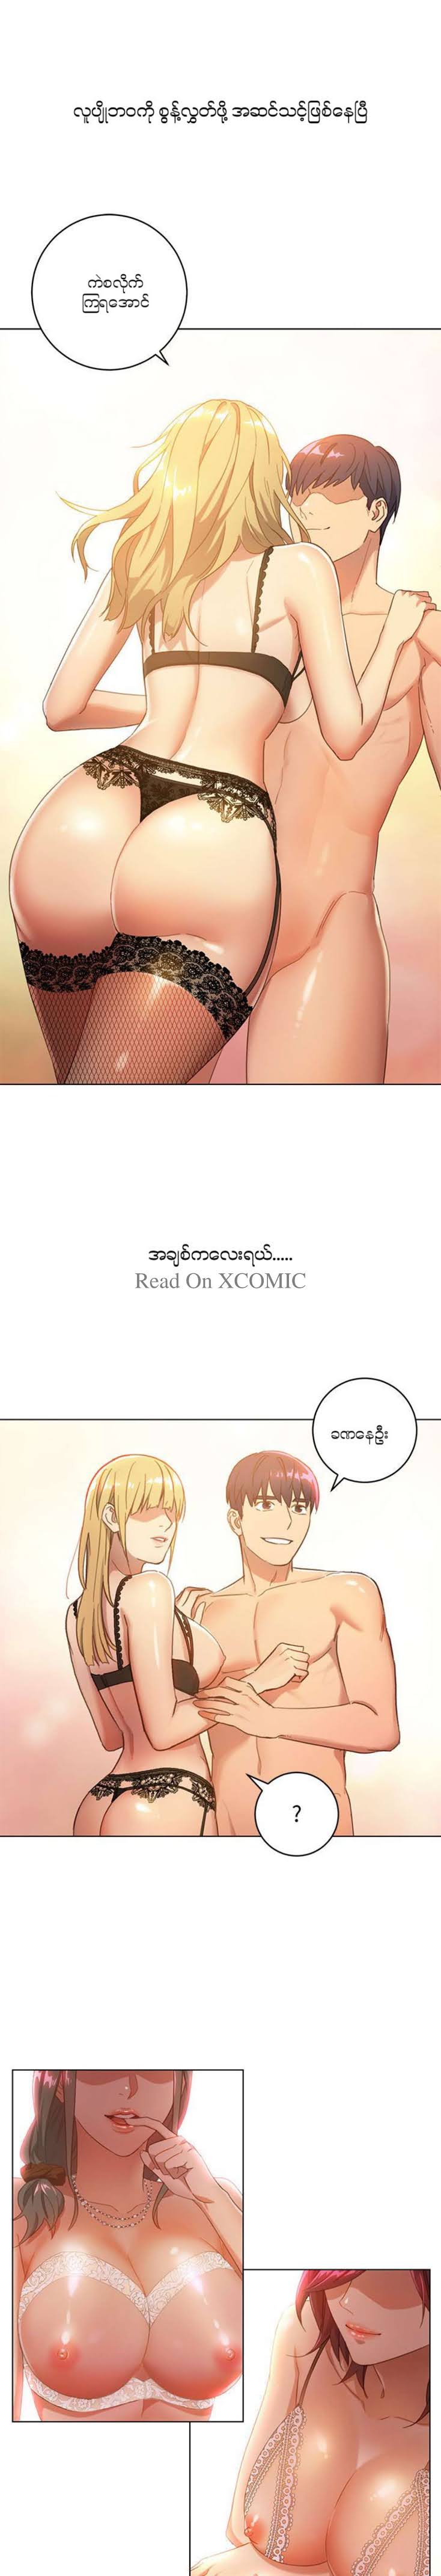 လူပျိုဘဝကို စွန့်လွှတ်ဖို့ အဆင်သင့်ဖြစ်နေပြီ
ကဲစလိုက်
ကြရအောင်
အချစ်ကလေးရယ်.....
Read On XCOMIC
ခဏနေဦး
?